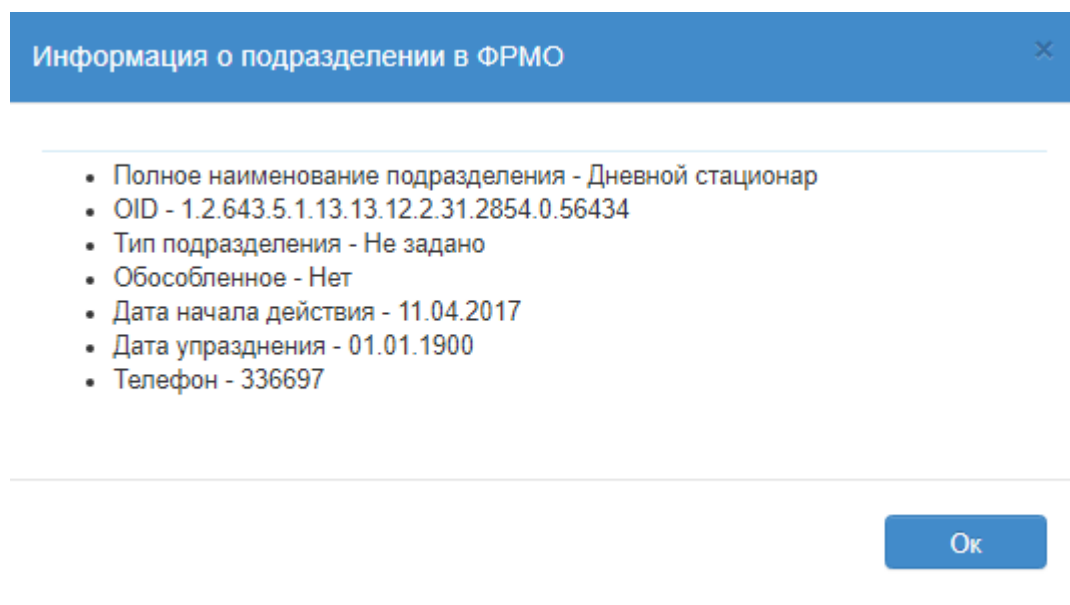 Информация о подразделении в ФРМО
×
• Полное наименование подразделения - Дневной стационар
• OID - 1.2.643.5.1.13.13.12.2.31.2854.0.56434
• Тип подразделения - Не задано
• Обособленное - Нет
• Дата начала действия - 11.04.2017
• Дата упразднения - 01.01.1900
• Телефон - 336697
Ок